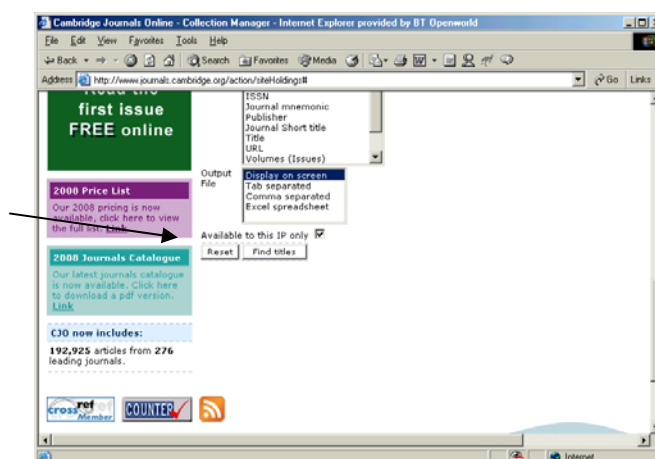 Cambridge Journals Online - Collection Manager - Internet Explorer provided by BT Openworld
File Edit View Favorites Tools Help
Back Search Favorites Media
Address http://www.journals.cambridge.org/action/siteHoldings# Go Links
Read the
first issue
FREE online
ISSN
Journal mnemonic
Publisher
Journal Short title
Title
URL
Volumes (Issues)
Output
File
Display on screen
Tab separated
Comma separated
Excel spreadsheet
Available to this IP only
Reset Find titles
2008 Price List
Our 2008 pricing is now
available, click here to view
the full list. Link
2008 Journals Catalogue
Our latest journals catalogue
is now available. Click here
to download a pdf version.
Link
CJO now includes:
192,925 articles from 276
leading journals.
crossref
Member
COUNTER
Internet